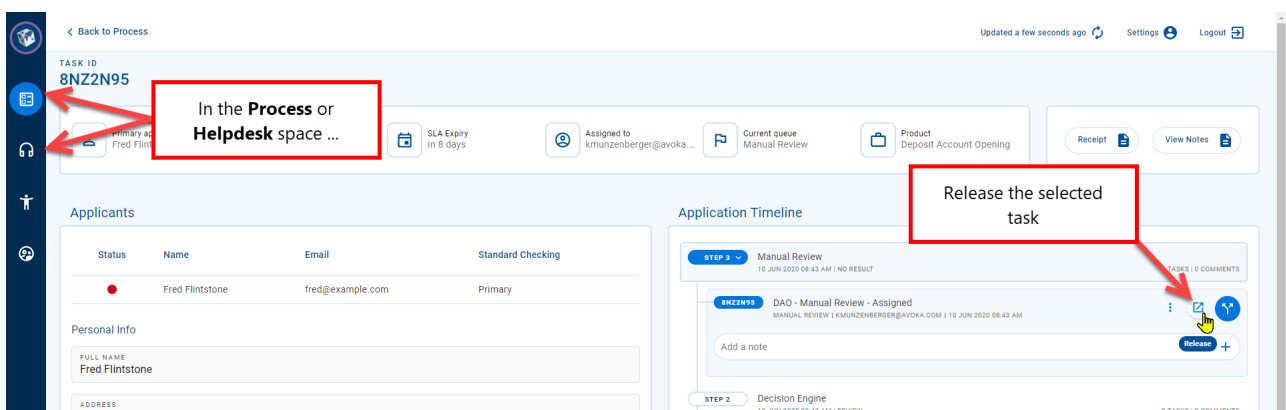 Back to Process
Updated a few seconds ago
Settings
Logout
TASK ID
8NZ2N95
In the Process or
Helpdesk space ...
Primary
Fred
SLA Expiry
in 8 days
Assigned to
kmunzenberger@avoka...
Current queue
Manual Review
Product
Deposit Account Opening
Receipt
View Notes
Release the selected
task
Applicants
Status Name Email Standard Checking
Fred Flintstone fred@example.com Primary
Personal Info
FULL NAME
Fred Flintstone
ADDRESS
Application Timeline
STEP 3
Manual Review
10 JUN 2020 08:43 AM | NO RESULT
TASKS | 0 COMMENTS
8NZ2N95
DAO - Manual Review - Assigned
MANUAL REVIEW | KMUNZENBERGER@AVOKA.COM | 10 JUN 2020 08:43 AM
Add a note
Release
STEP 2
Decision Engine